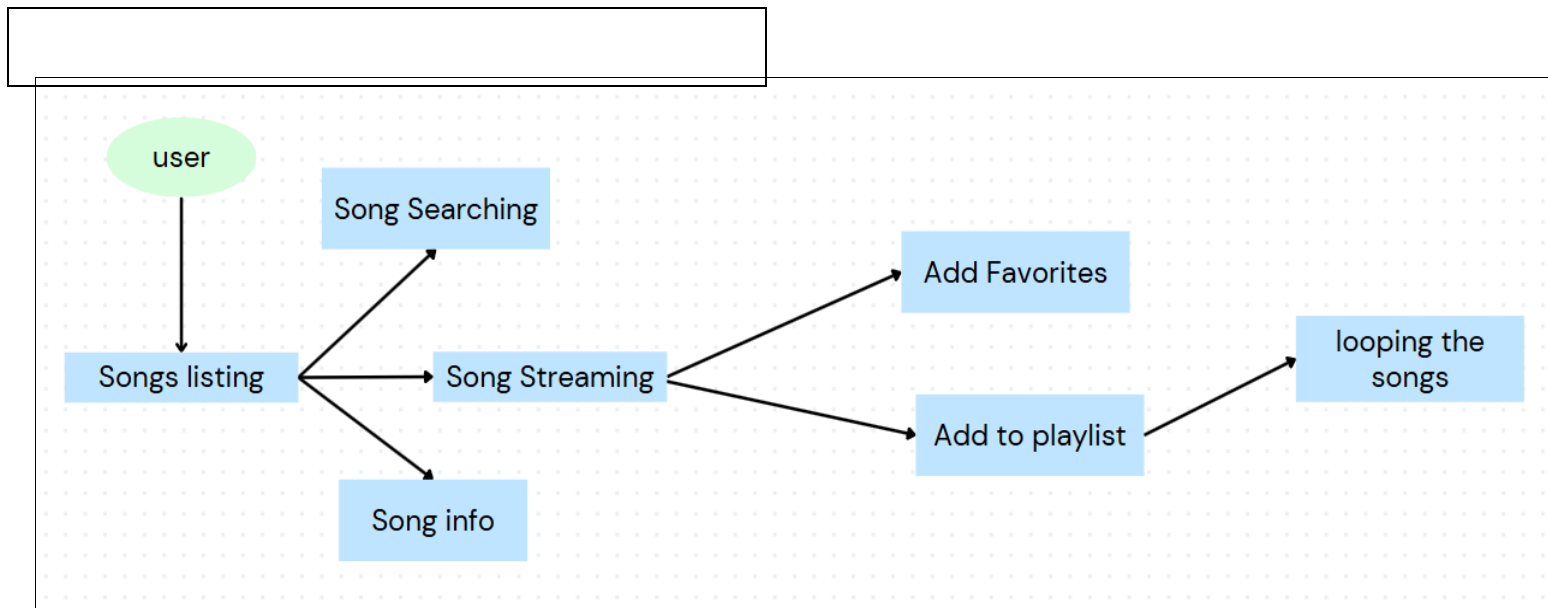 user
Song Searching
Add Favorites
looping the
songs
Songs listing
Song Streaming
Add to playlist
Song info